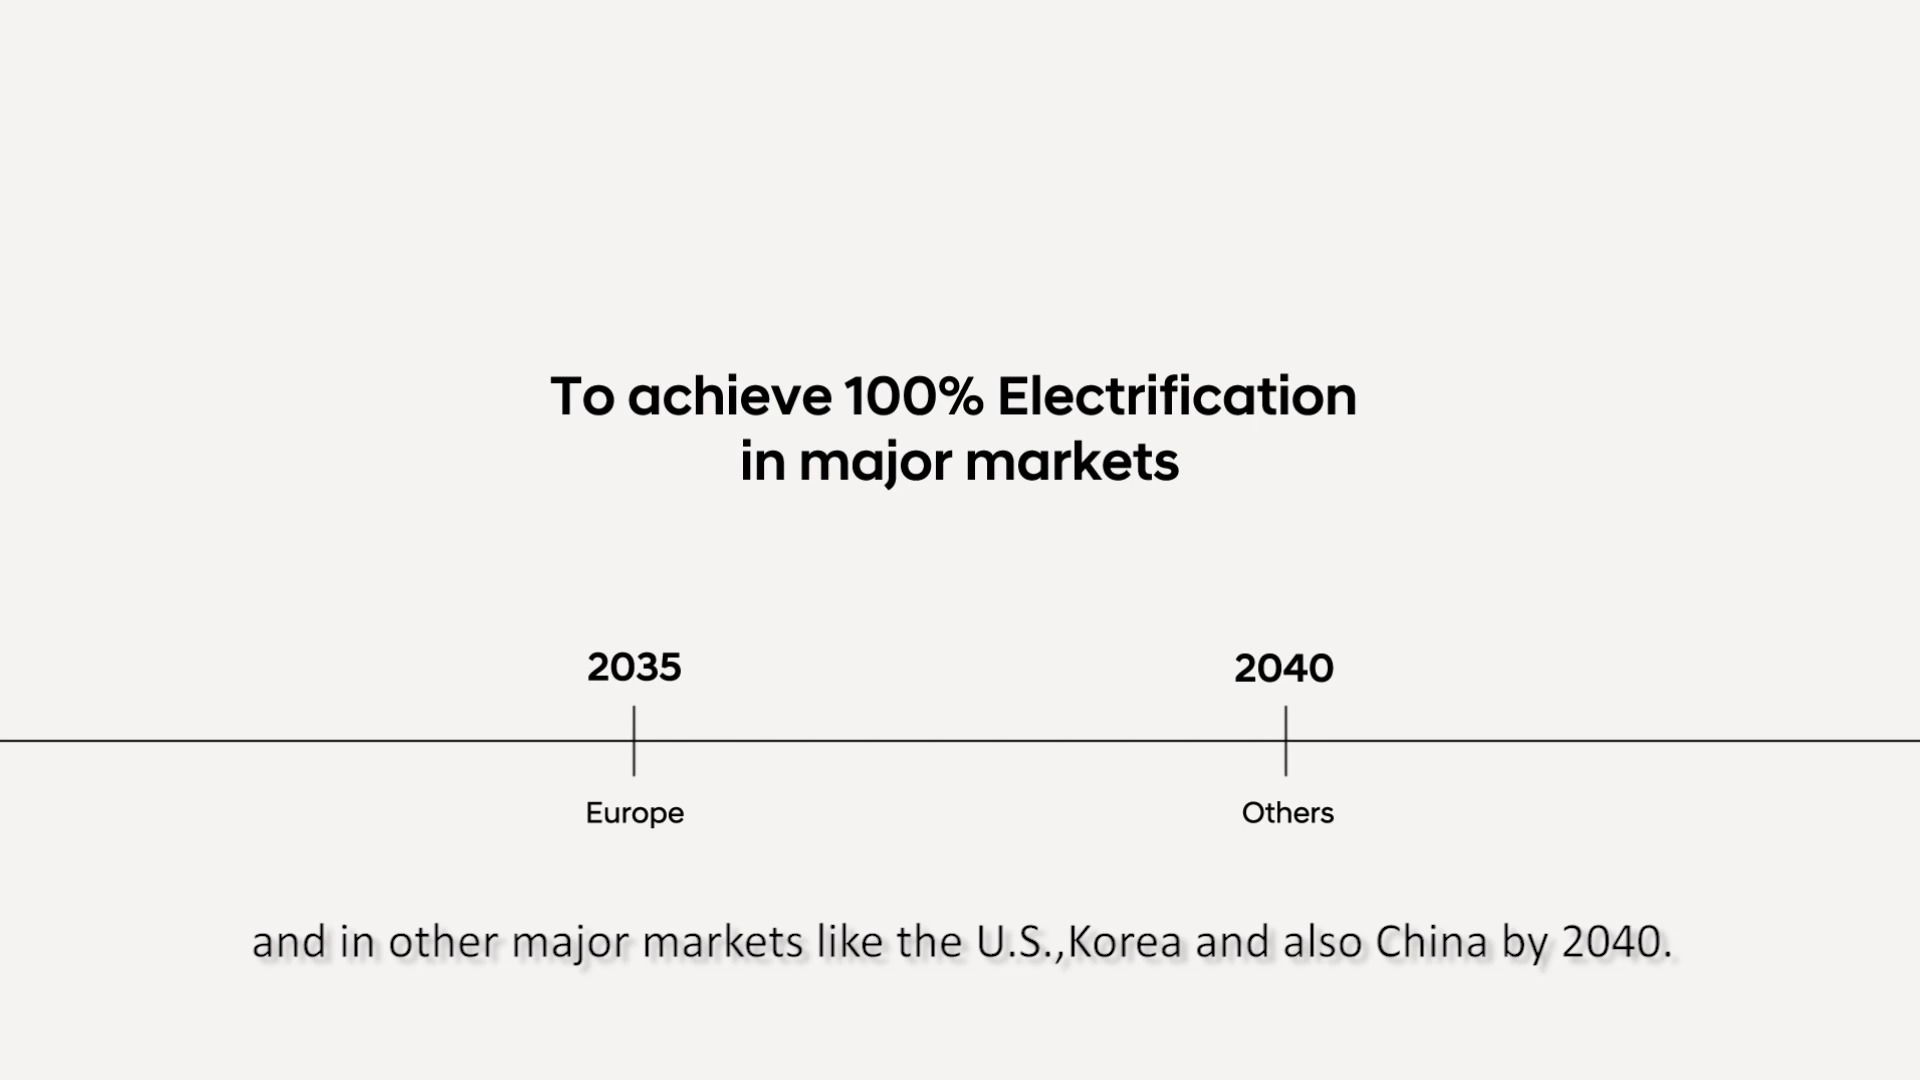 To achieve 100% Electrification
in major markets
2035
2040
Europe
Others
and in other major markets like the U.S.,Korea and also China by 2040.